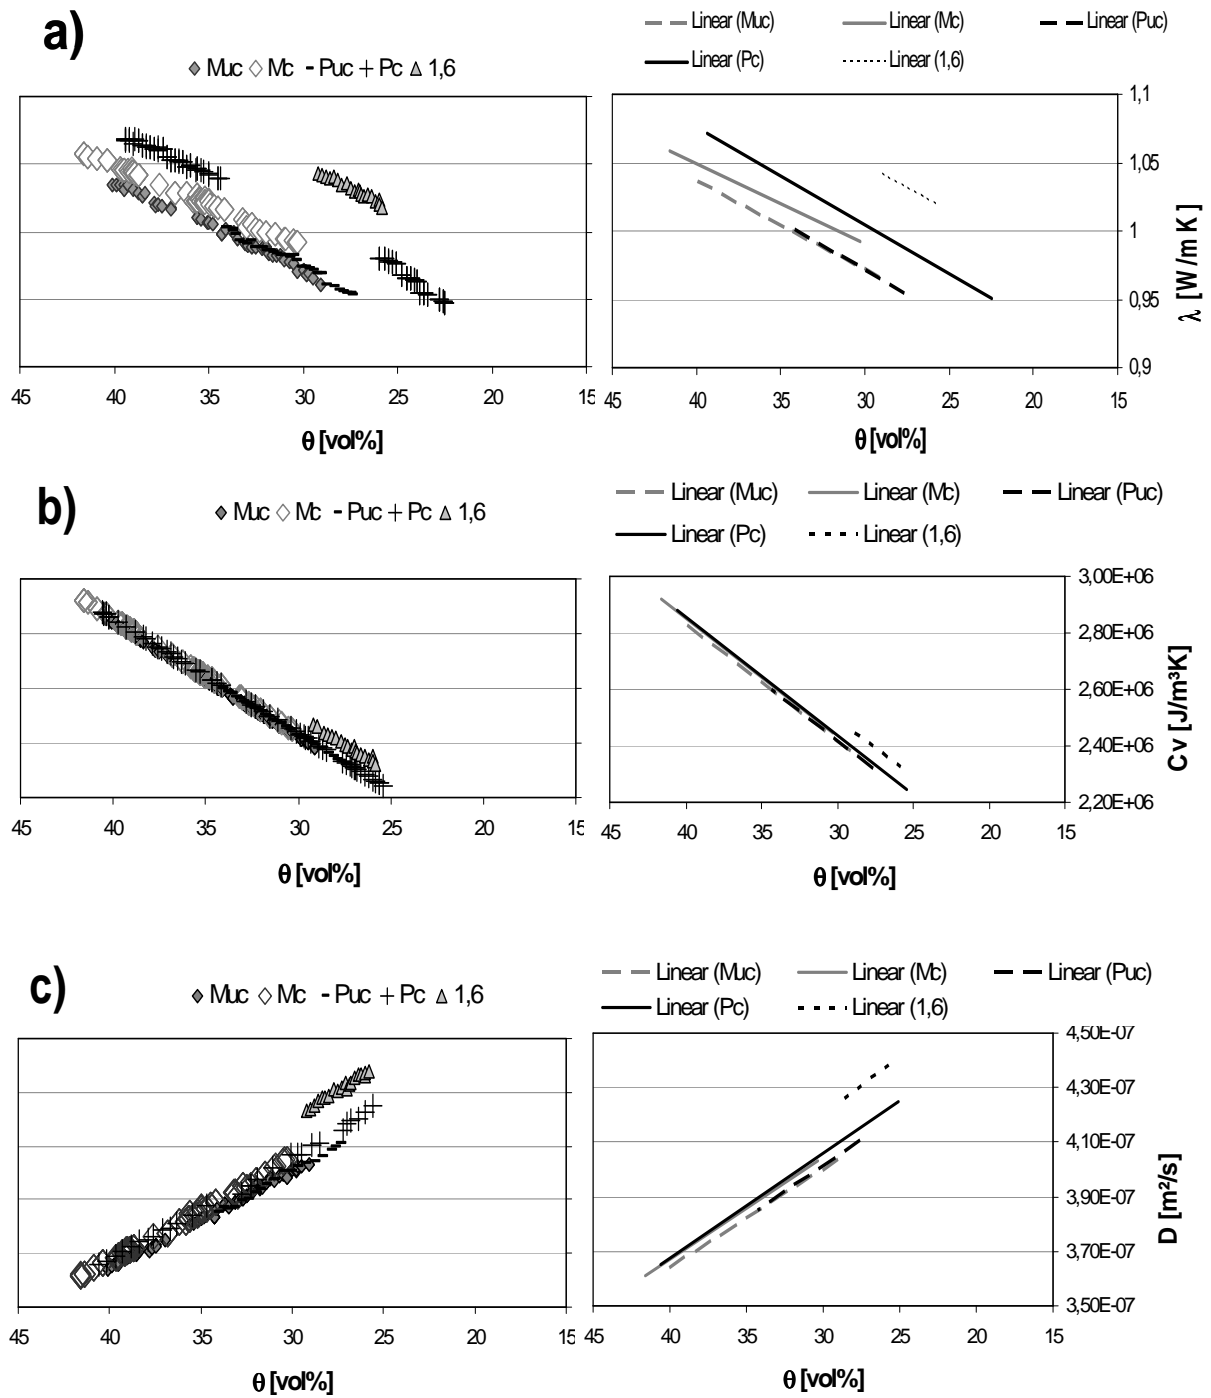 a)
Muc Mc Puc Pc 1,6
Linear (Muc) Linear (Mc) Linear (Puc)
Linear (Pc) Linear (1,6)
1,1
1,05
1
0,95
0,9
λ [W/m K]
45 40 35 30 25 20 15
45 40 35 30 25 20 15
θ [vol%]
θ [vol%]
b)
Muc Mc Puc Pc 1,6
Linear (Muc) Linear (Mc) Linear (Puc)
Linear (Pc) Linear (1,6)
3,00E+06
2,80E+06
2,60E+06
2,40E+06
2,20E+06
Cv [J/m³K]
45 40 35 30 25 20 15
45 40 35 30 25 20 15
θ [vol%]
θ [vol%]
c)
Muc Mc Puc Pc 1,6
Linear (Muc) Linear (Mc) Linear (Puc)
Linear (Pc) Linear (1,6)
4,50E-07
4,30E-07
4,10E-07
3,90E-07
3,70E-07
3,50E-07
D [m²/s]
45 40 35 30 25 20 15
45 40 35 30 25 20 15
θ [vol%]
θ [vol%]